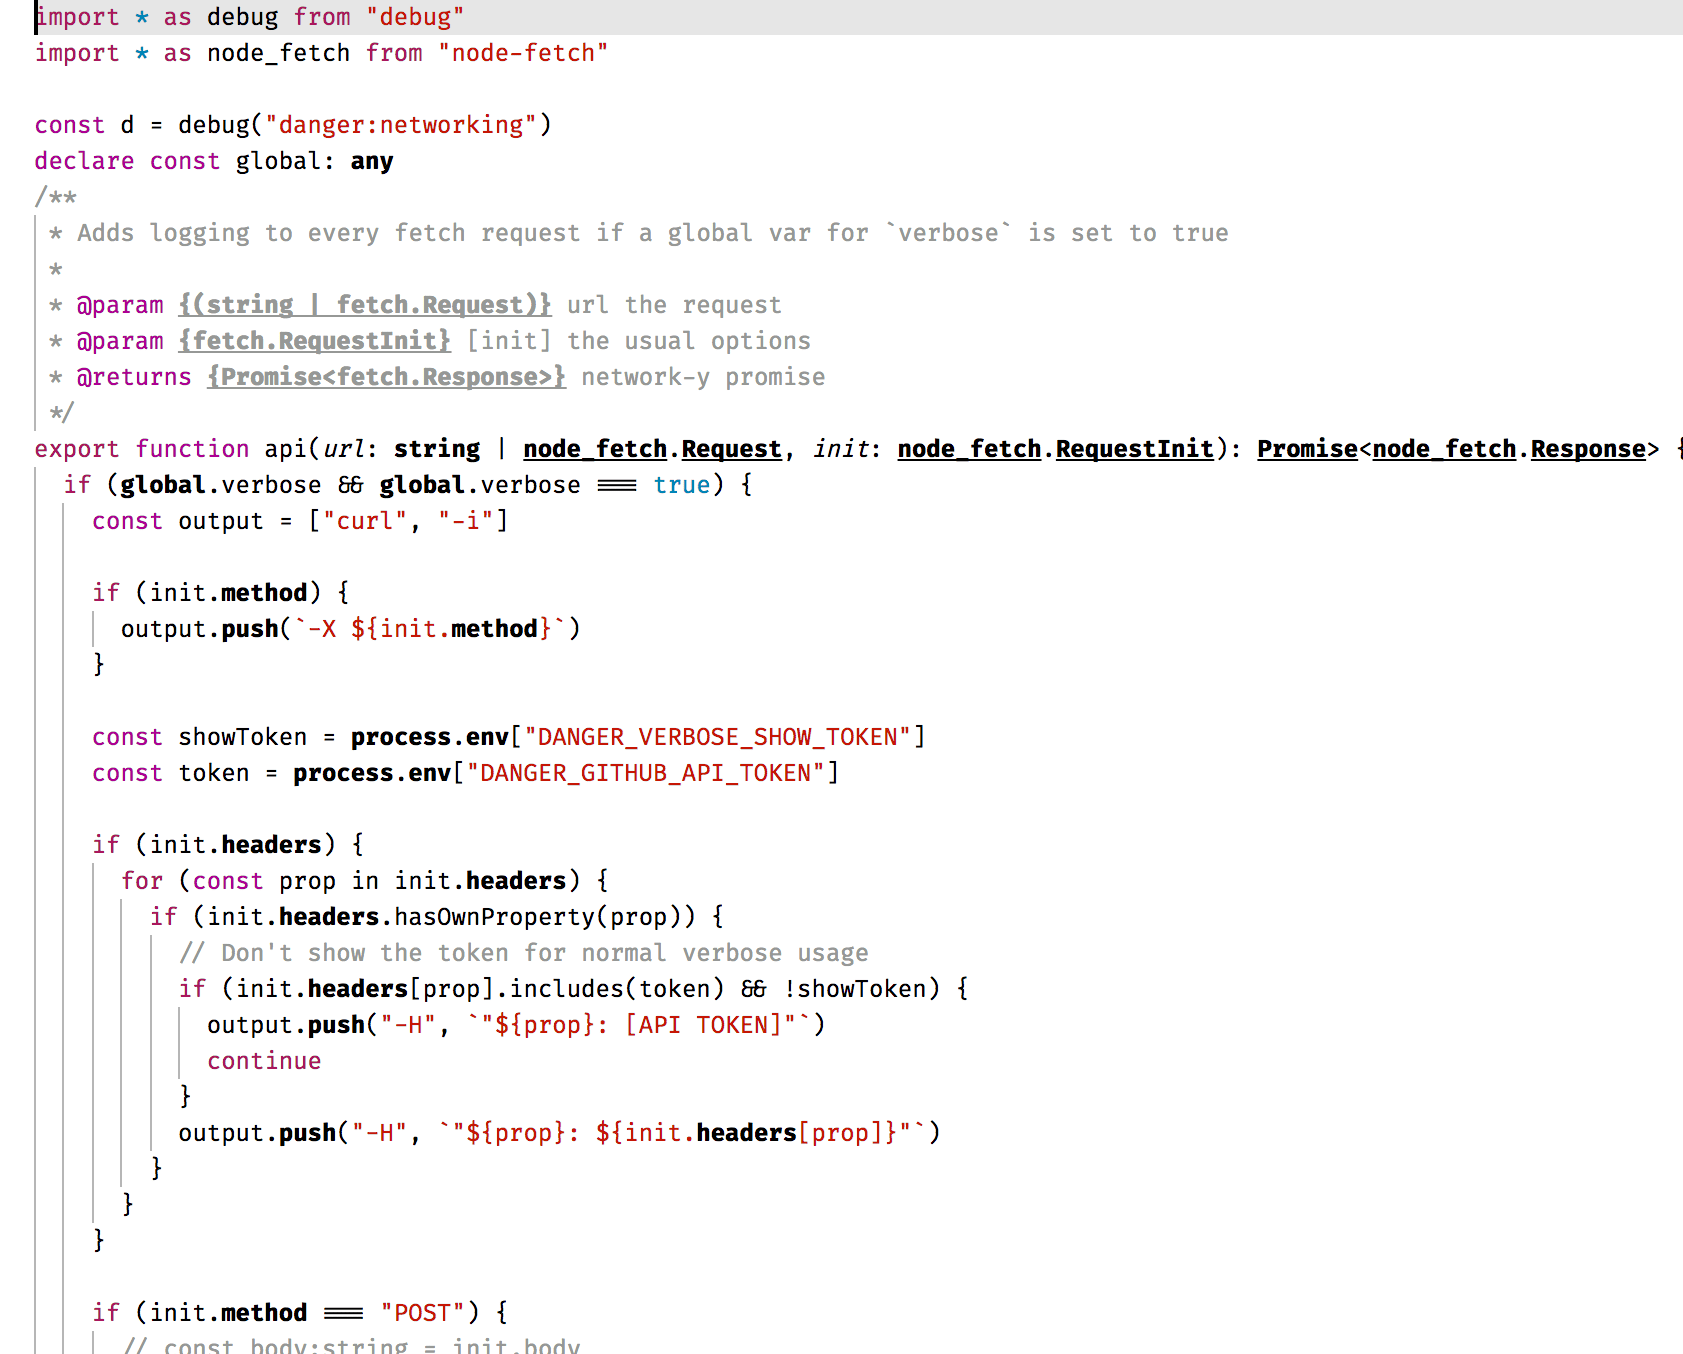 import * as debug from "debug"
import * as node_fetch from "node-fetch"
const d = debug("danger:networking")
declare const global: any
/**
* Adds logging to every fetch request if a global var for `verbose` is set to true
*
* @param {(string | fetch.Request)} url the request
* @param {fetch.RequestInit} [init] the usual options
* @returns {Promise<fetch.Response>} network-y promise
*/
export function api(url: string | node_fetch.Request, init: node_fetch.RequestInit): Promise<node_fetch.Response> {
if (global.verbose && global.verbose === true) {
const output = ["curl", "-i"]
if (init.method) {
output.push(`-X ${init.method}`)
}
const showToken = process.env["DANGER_VERBOSE_SHOW_TOKEN"]
const token = process.env["DANGER_GITHUB_API_TOKEN"]
if (init.headers) {
for (const prop in init.headers) {
if (init.headers.hasOwnProperty(prop)) {
// Don't show the token for normal verbose usage
if (init.headers[prop].includes(token) && !showToken) {
output.push("-H", `"${prop}: [API TOKEN]"`)
continue
}
output.push("-H", `"${prop}: ${init.headers[prop]}"`)
}
}
}
if (init.method === "POST") {
// const body:string = init.body